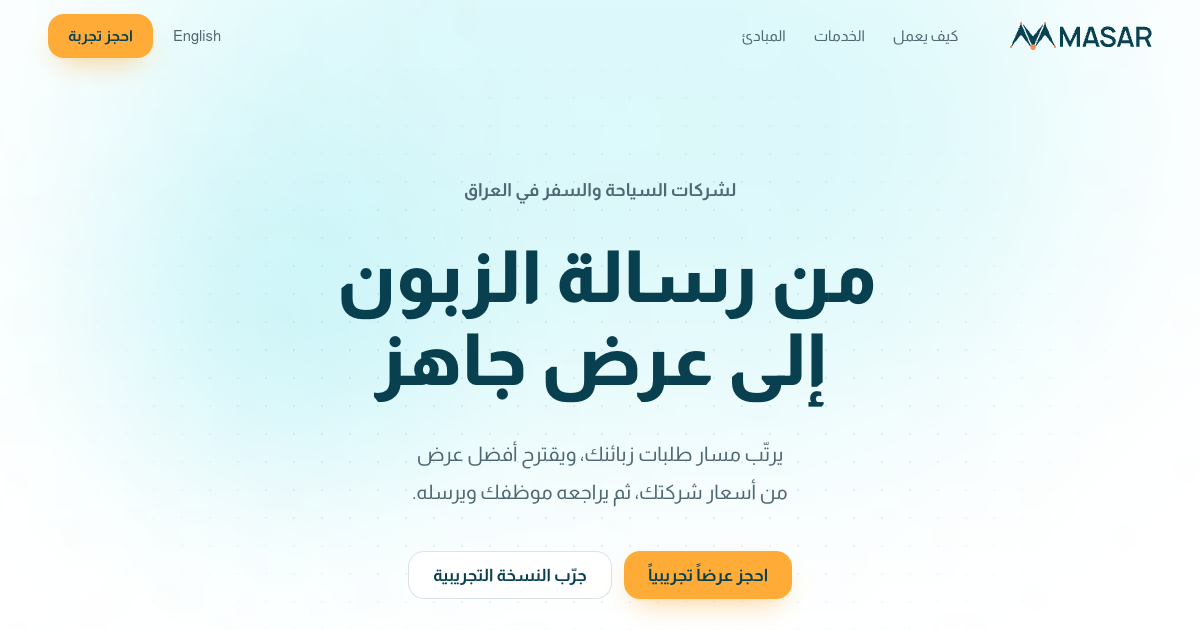 MASAR
كيف يعمل
الخدمات
المبادئ
English
احجز تجربة
لشركات السياحة والسفر في العراق
من رسالة الزبون
إلى عرض جاهز
يرتّب مسار طلبات زبائنك، ويقترح أفضل عرض
من أسعار شركتك، ثم يراجعه موظفك ويرسله.
احجز عرضاً تجريبياً
جرّب النسخة التجريبية